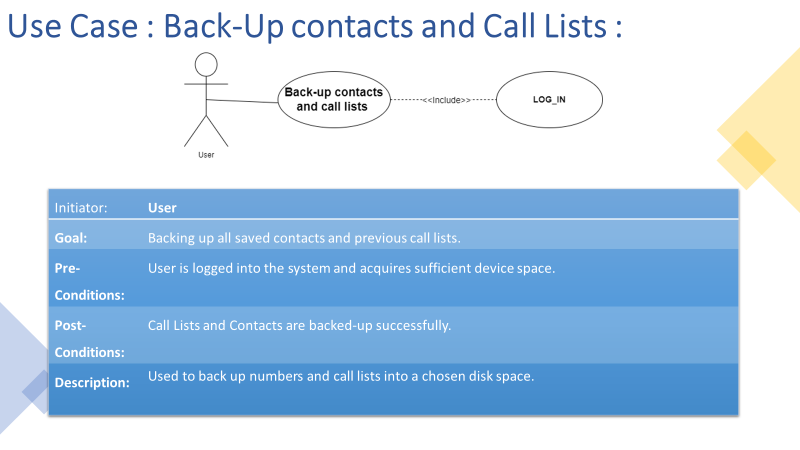 Use Case : Back-Up contacts and Call Lists :
Back-up contacts
and call lists
<<Include>>
LOG_IN
User
Initiator: User
Goal: Backing up all saved contacts and previous call lists.
Pre- User is logged into the system and acquires sufficient device space.
Conditions:
Post- Call Lists and Contacts are backed-up successfully.
Conditions:
Description: Used to back up numbers and call lists into a chosen disk space.